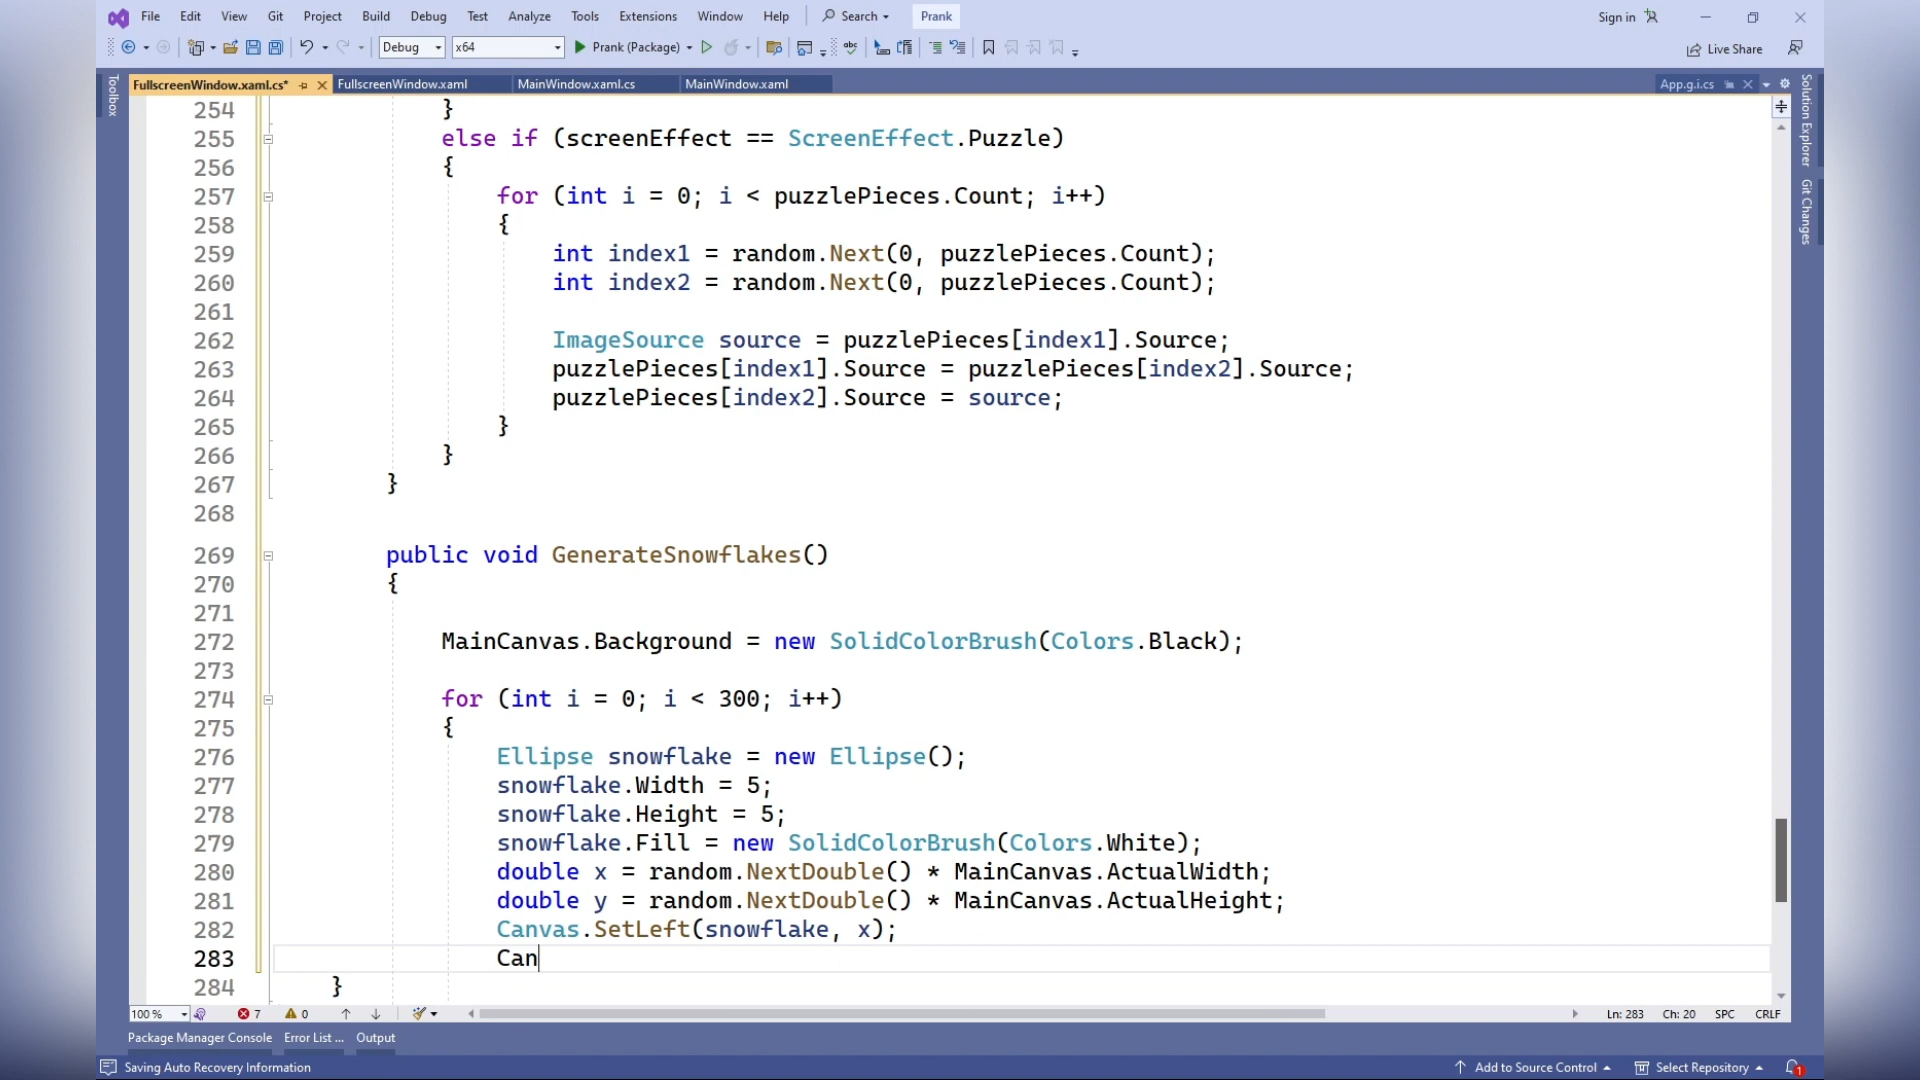 File Edit View Git Project Build Debug Test Analyze Tools Extensions Window Help Search Prank Sign in
Debug x64 Prank (Package) abc Live Share
FullscreenWindow.xaml.cs* FullscreenWindow.xaml MainWindow.xaml.cs MainWindow.xaml App.g.i.cs
Toolbox
Solution Explorer
Git Changes
254 }
255 else if (screenEffect == ScreenEffect.Puzzle)
256 {
257 for (int i = 0; i < puzzlePieces.Count; i++)
258 {
259 int index1 = random.Next(0, puzzlePieces.Count);
260 int index2 = random.Next(0, puzzlePieces.Count);
261
262 ImageSource source = puzzlePieces[index1].Source;
263 puzzlePieces[index1].Source = puzzlePieces[index2].Source;
264 puzzlePieces[index2].Source = source;
265 }
266 }
267 }
268
269 public void GenerateSnowflakes()
270 {
271
272 MainCanvas.Background = new SolidColorBrush(Colors.Black);
273
274 for (int i = 0; i < 300; i++)
275 {
276 Ellipse snowflake = new Ellipse();
277 snowflake.Width = 5;
278 snowflake.Height = 5;
279 snowflake.Fill = new SolidColorBrush(Colors.White);
280 double x = random.NextDouble() * MainCanvas.ActualWidth;
281 double y = random.NextDouble() * MainCanvas.ActualHeight;
282 Canvas.SetLeft(snowflake, x);
283 Can
284 }
100 % 7 0 Ln: 283 Ch: 20 SPC CRLF
Package Manager Console Error List ... Output
Saving Auto Recovery Information Add to Source Control Select Repository 1